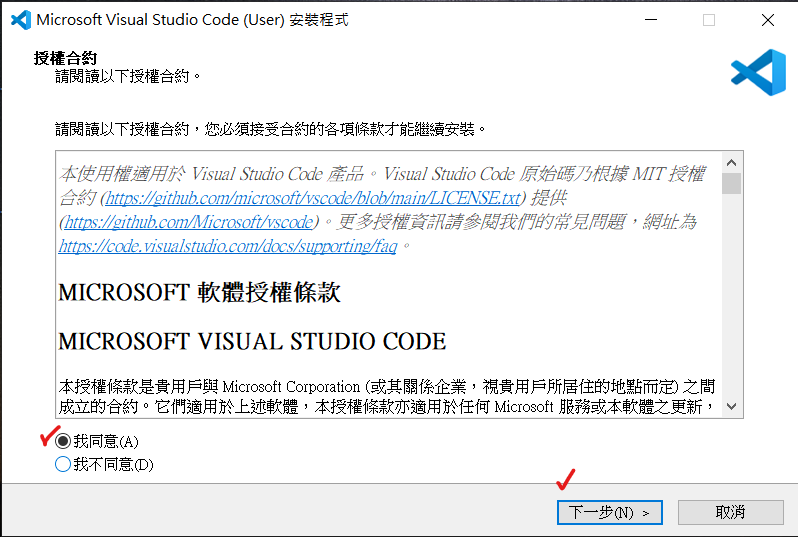 Microsoft Visual Studio Code (User) 安裝程式
授權合約
請閱讀以下授權合約。
請閱讀以下授權合約，您必須接受合約的各項條款才能繼續安裝。
本使用權適用於 Visual Studio Code 產品。Visual Studio Code 原始碼乃根據 MIT 授權
合約 (https://github.com/microsoft/vscode/blob/main/LICENSE.txt) 提供
(https://github.com/Microsoft/vscode)。更多授權資訊請參閱我們的常見問題，網址為
https://code.visualstudio.com/docs/supporting/faq。
MICROSOFT 軟體授權條款
MICROSOFT VISUAL STUDIO CODE
本授權條款是貴用戶與 Microsoft Corporation (或其關係企業，視貴用戶所居住的地點而定) 之間
成立的合約。它們適用於上述軟體，本授權條款亦適用於任何 Microsoft 服務或本軟體之更新，
我同意(A)
我不同意(D)
下一步(N) >
取消